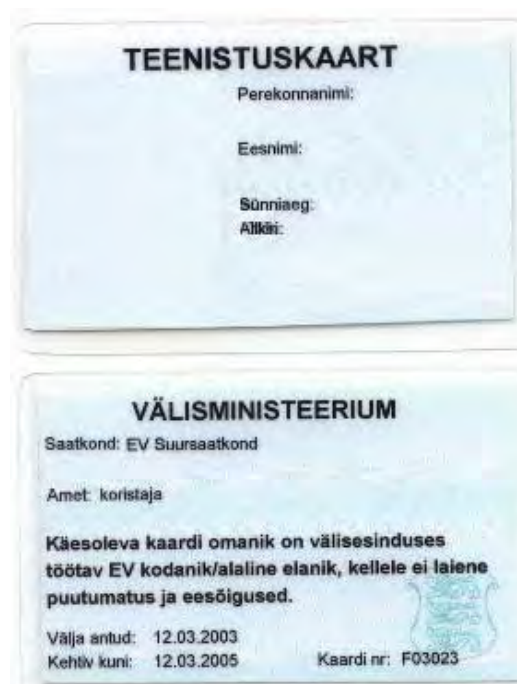 TEENISTUSKAART
Perekonnanimi:
Eesnimi:
Sünniaeg:
Allkiri:
VÄLISMINISTEERIUM
Saatkond: EV Suursaatkond
Amet: koristaja
Käesoleva kaardi omanik on välisesinduses
töötav EV kodanik/alaline elanik, kellele ei laiene
puutumatus ja eesõigused.
Välja antud: 12.03.2003
Kehtiv kuni: 12.03.2005 Kaardi nr: F03023